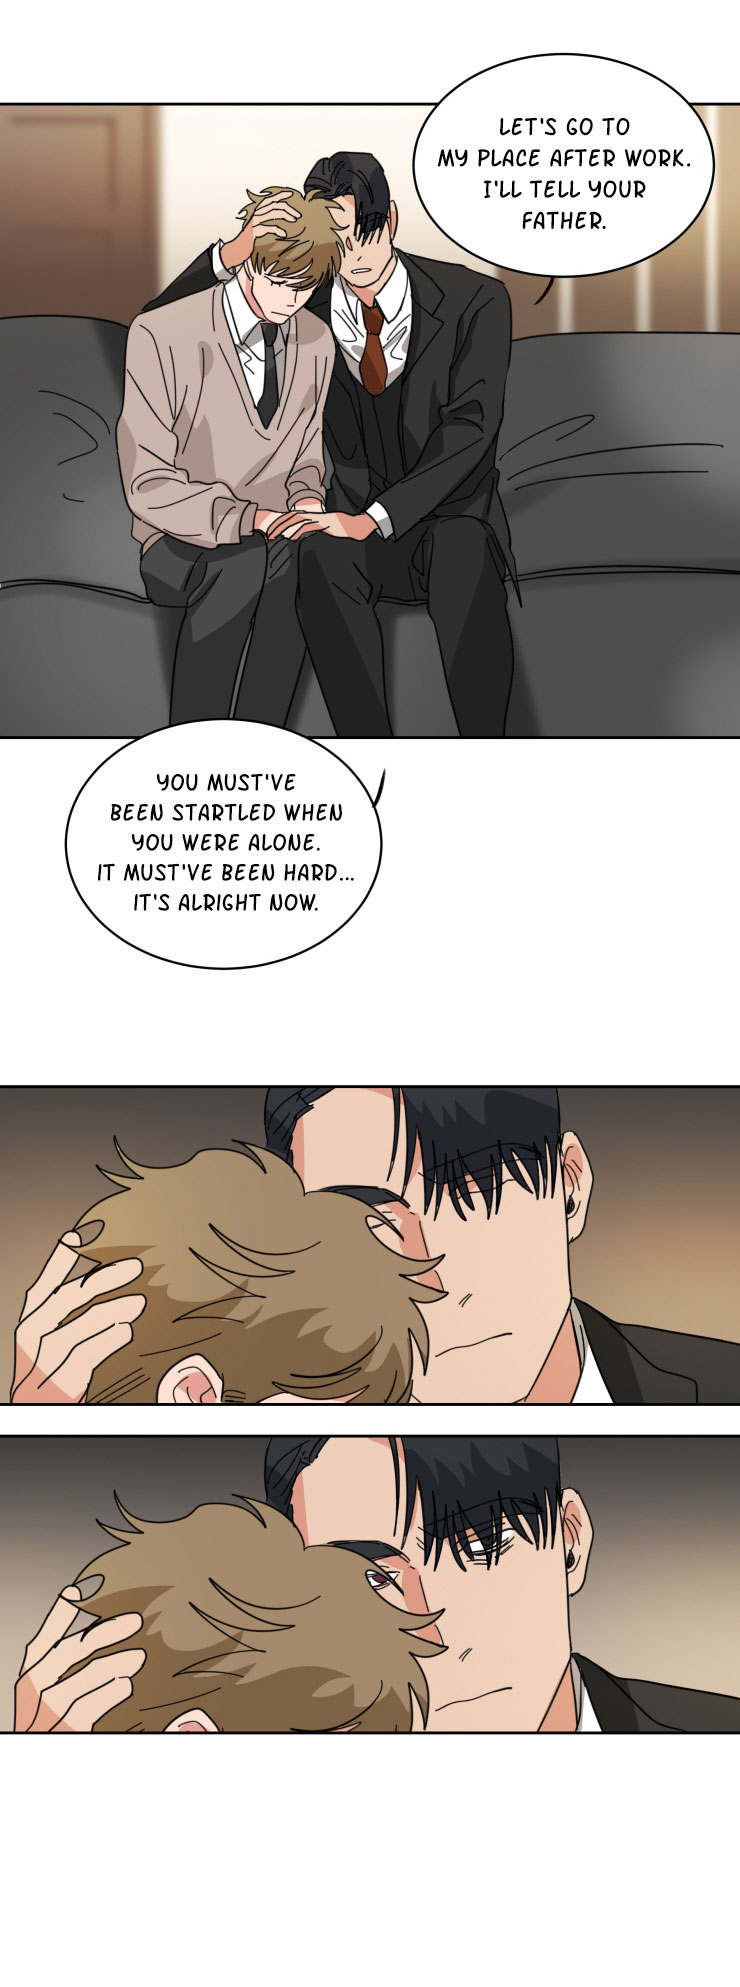 LET'S GO TO
MY PLACE AFTER WORK.
I'LL TELL YOUR
FATHER.
YOU MUST'VE
BEEN STARTLED WHEN
YOU WERE ALONE.
IT MUST'VE BEEN HARD...
IT'S ALRIGHT NOW.